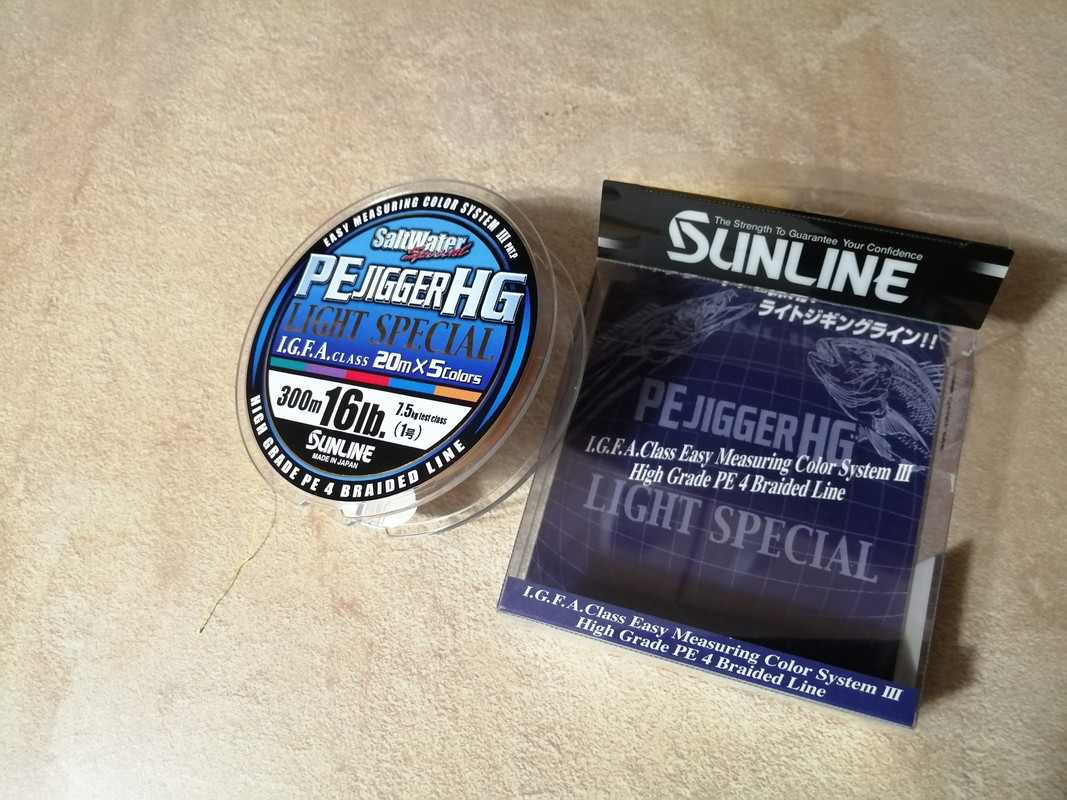 EASY MEASURING COLOR SYSTEM III PAT.P
SaltWater
Special
PE JIGGER HG
LIGHT SPECIAL
I.G.F.A. CLASS 20m×5Colors
300m 16lb. 7.5kg test class
(1号)
SUNLINE
MADE IN JAPAN
HIGH GRADE PE 4 BRAIDED LINE
The Strength To Guarantee Your Confidence
SUNLINE
ライトジギングライン!!
PE JIGGER HG
I.G.F.A.Class Easy Measuring Color System III
High Grade PE 4 Braided Line
LIGHT SPECIAL
I.G.F.A.Class Easy Measuring Color System III
High Grade PE 4 Braided Line